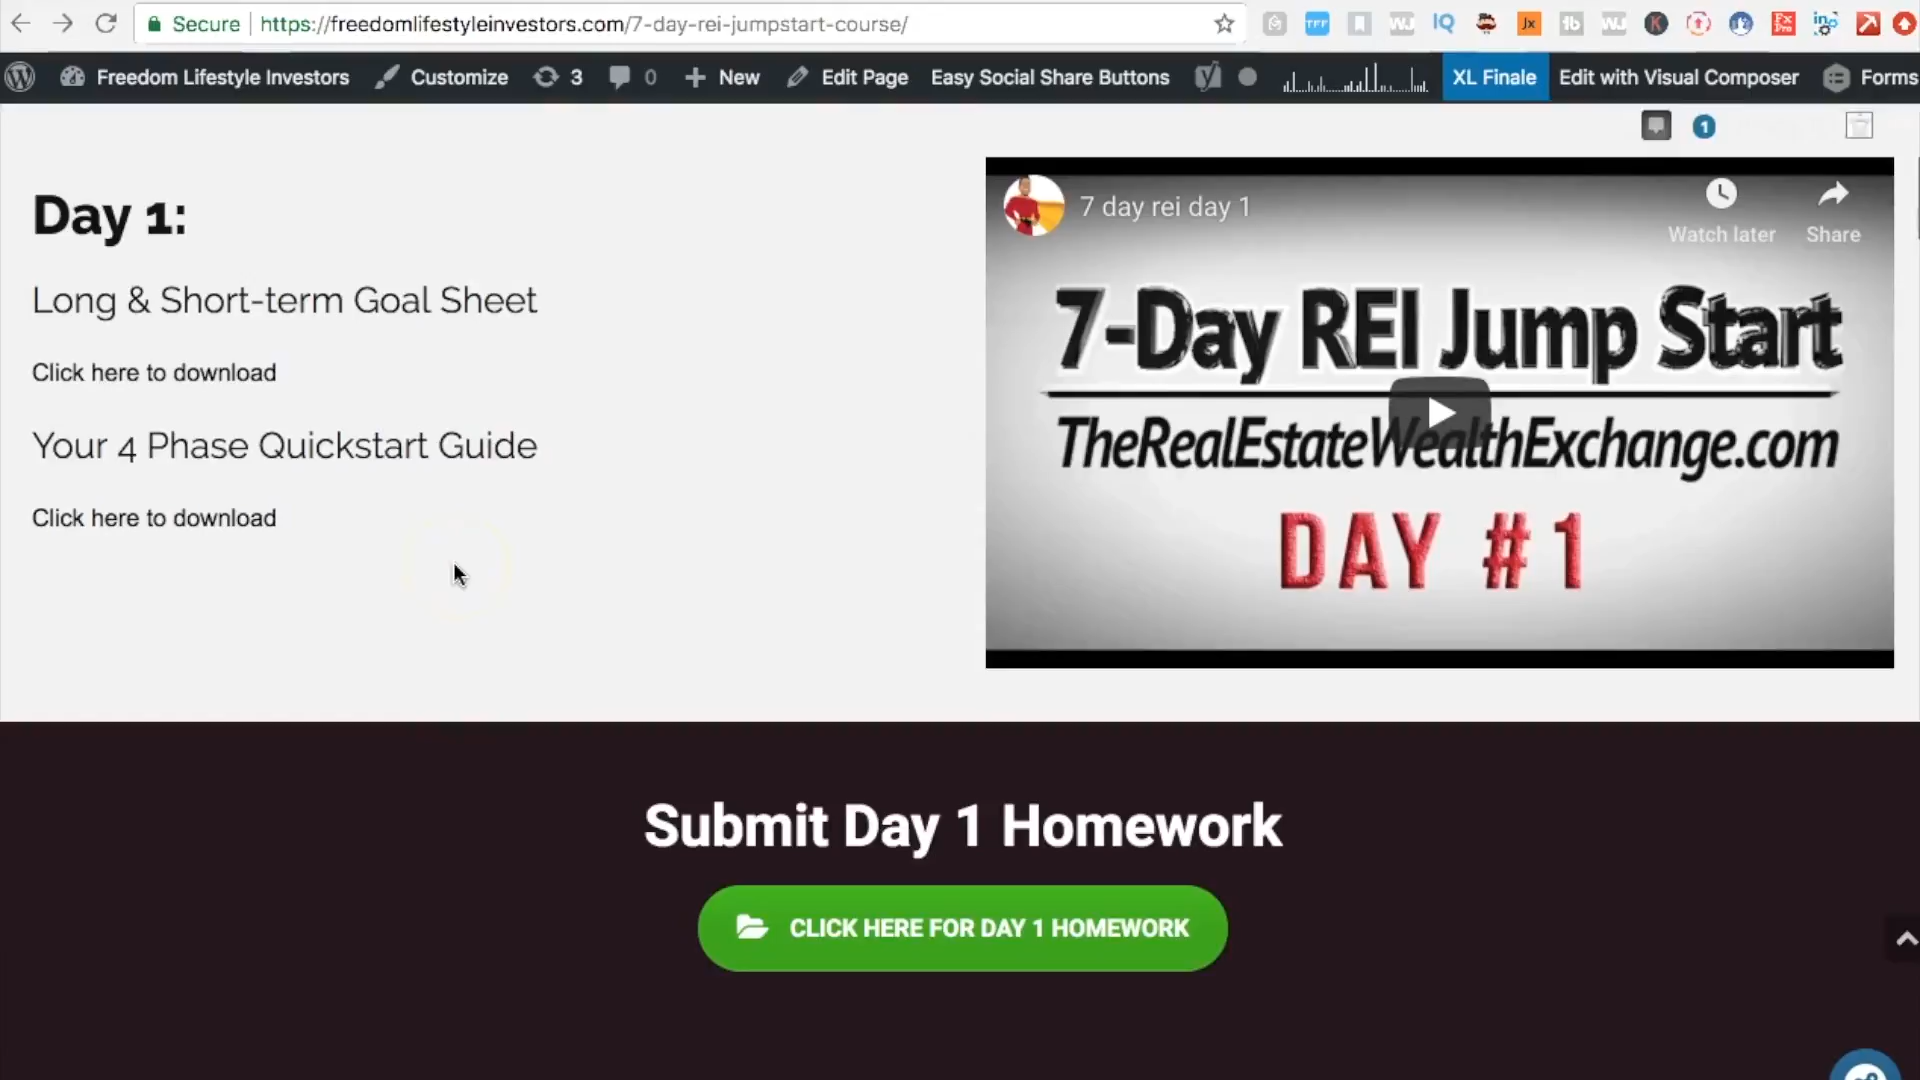 Secure https://freedomlifestyleinvestors.com/7-day-rei-jumpstart-course/
Freedom Lifestyle Investors Customize 3 0 New Edit Page Easy Social Share Buttons XL Finale Edit with Visual Composer Forms
1
Day 1:
Long & Short-term Goal Sheet
Click here to download
Your 4 Phase Quickstart Guide
Click here to download
7 day rei day 1
Watch later Share
7-Day REI Jump Start
TheRealEstateWealthExchange.com
DAY #1
Submit Day 1 Homework
CLICK HERE FOR DAY 1 HOMEWORK